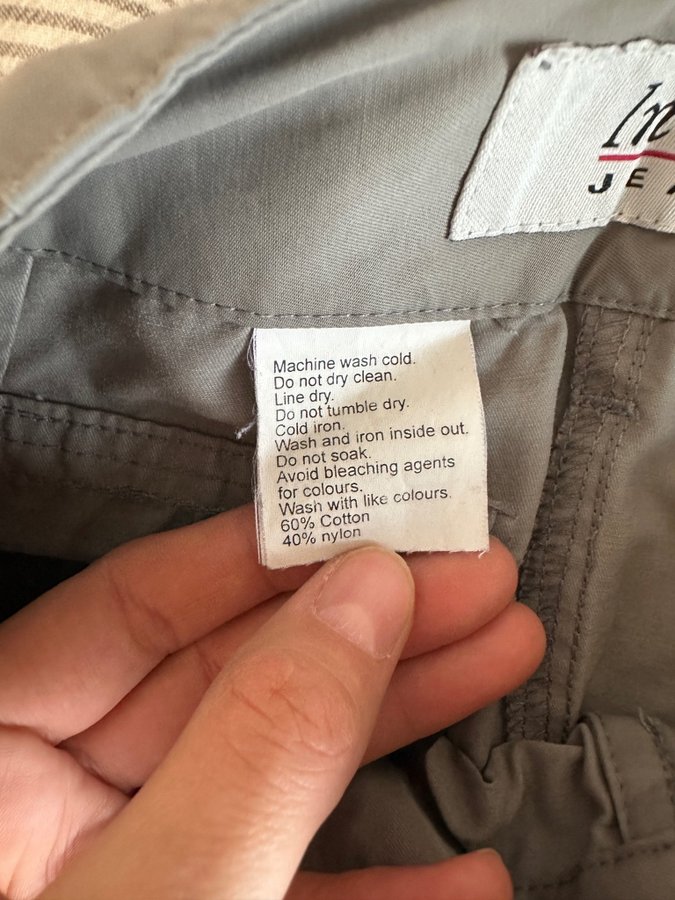 JE
Machine wash cold.
Do not dry clean.
Line dry.
Do not tumble dry.
Cold iron.
Wash and iron inside out.
Do not soak.
Avoid bleaching agents
for colours.
Wash with like colours.
60% Cotton
40% nylon